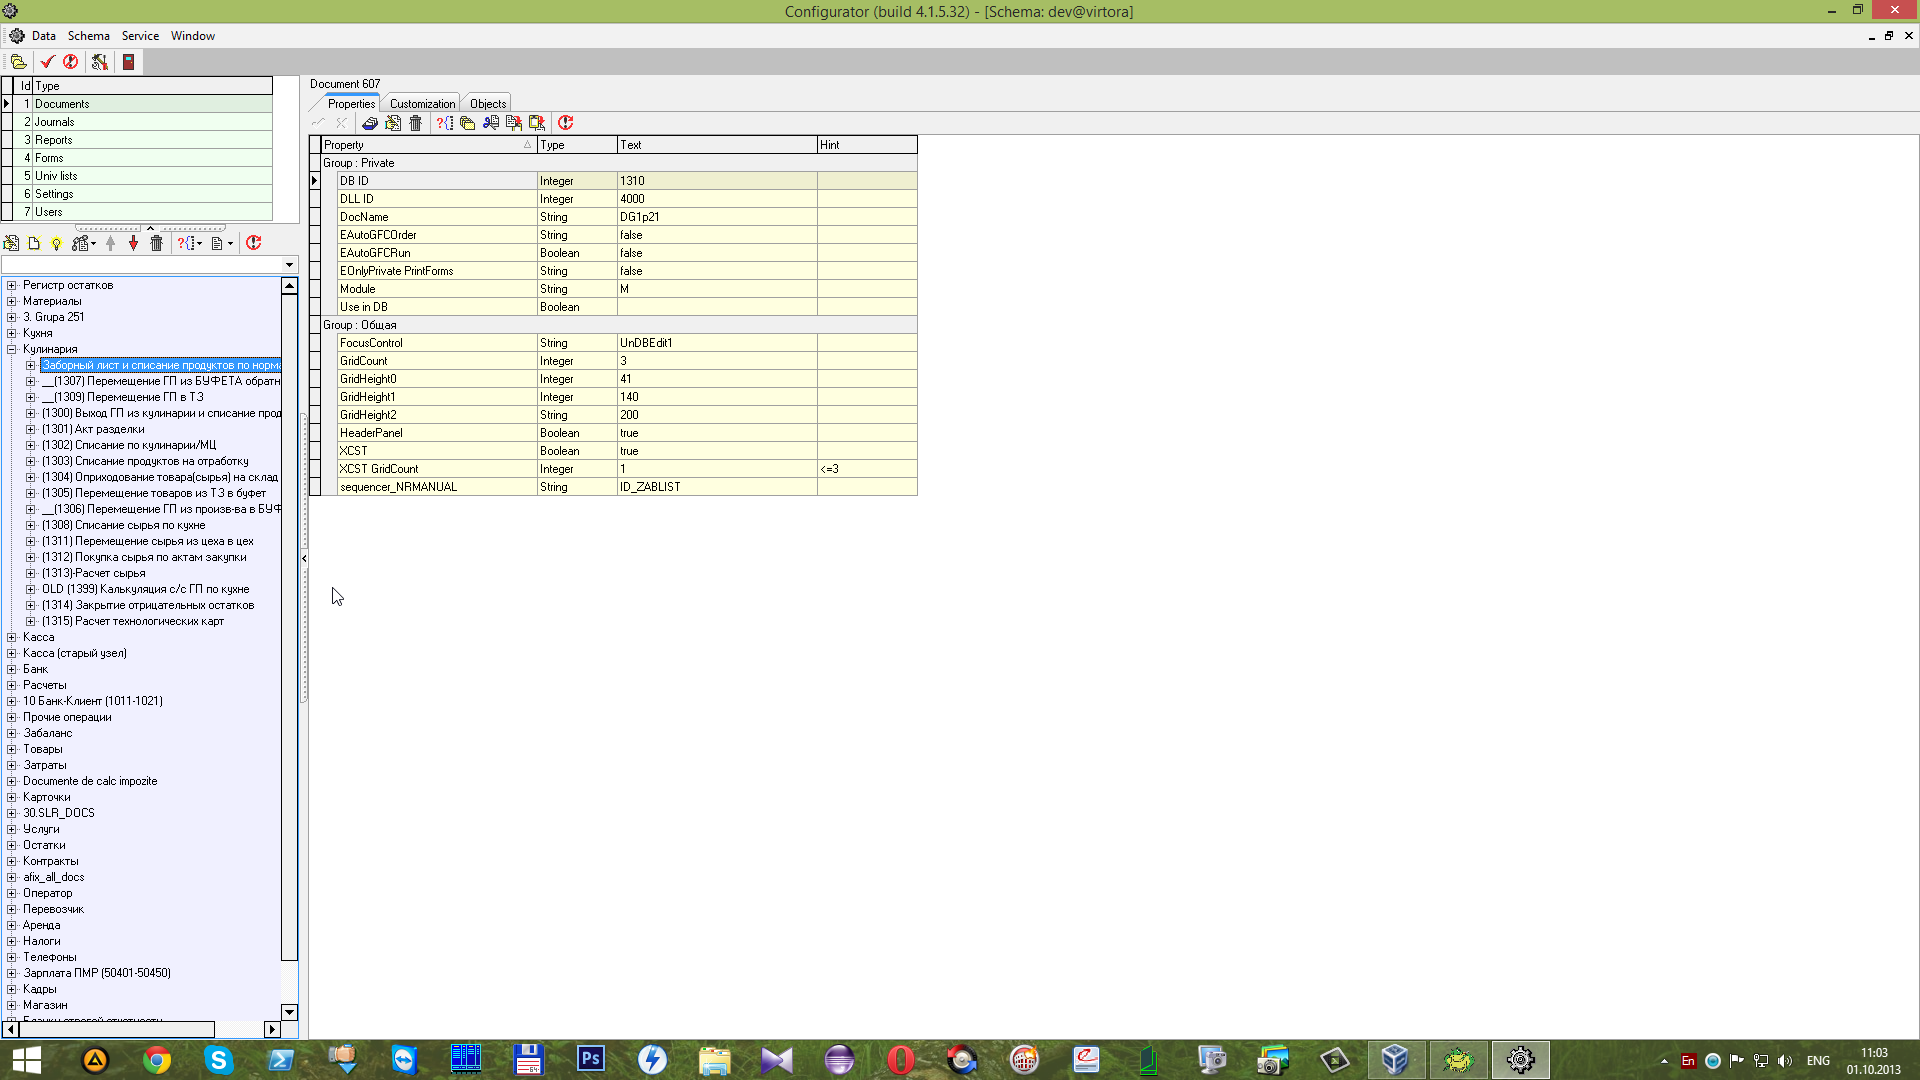 Configurator (build 4.1.5.32) - [Schema: dev@virtora]
Data Schema Service Window
Id Type
1 Documents
2 Journals
3 Reports
4 Forms
5 Univ lists
6 Settings
7 Users
Регистр остатков
Материалы
3. Grupa 251
Кухня
Кулинария
Заборный лист и списание продуктов по норма
__(1307) Перемещение ГП из БУФЕТА обратн
__(1309) Перемещение ГП в ТЗ
(1300) Выход ГП из кулинарии и списание прод
(1301) Акт разделки
(1302) Списание по кулинарии/МЦ
(1303) Списание продуктов на отработку
(1304) Оприходование товара(сырья) на склад
(1305) Перемещение товаров из ТЗ в буфет
__(1306) Перемещение ГП из произв-ва в БУФ
(1308) Списание сырья по кухне
(1311) Перемещение сырья из цеха в цех
(1312) Покупка сырья по актам закупки
(1313)-Расчет сырья
OLD (1399) Калькуляция с/с ГП по кухне
(1314) Закрытие отрицательных остатков
(1315) Расчет технологических карт
Касса
Касса (старый узел)
Банк
Расчеты
10 Банк-Клиент (1011-1021)
Прочие операции
Забаланс
Товары
Затраты
Documente de calc impozite
Карточки
30.SLR_DOCS
Услуги
Остатки
Контракты
afix_all_docs
Оператор
Перевозчик
Аренда
Налоги
Телефоны
Зарплата ПМР (50401-50450)
Кадры
Магазин
Бланки строгой отчетности
Document 607
Properties Customization Objects
Property Type Text Hint
Group : Private
DB ID Integer 1310
DLL ID Integer 4000
DocName String DG1p21
EAutoGFCOrder String false
EAutoGFCRun Boolean false
EOnlyPrivate PrintForms String false
Module String M
Use in DB Boolean
Group : Общая
FocusControl String UnDBEdit1
GridCount Integer 3
GridHeight0 Integer 41
GridHeight1 Integer 140
GridHeight2 String 200
HeaderPanel Boolean true
XCST Boolean true
XCST GridCount Integer 1 <=3
sequencer_NRMANUAL String ID_ZABLIST
Ps
En
ENG
11:03
01.10.2013